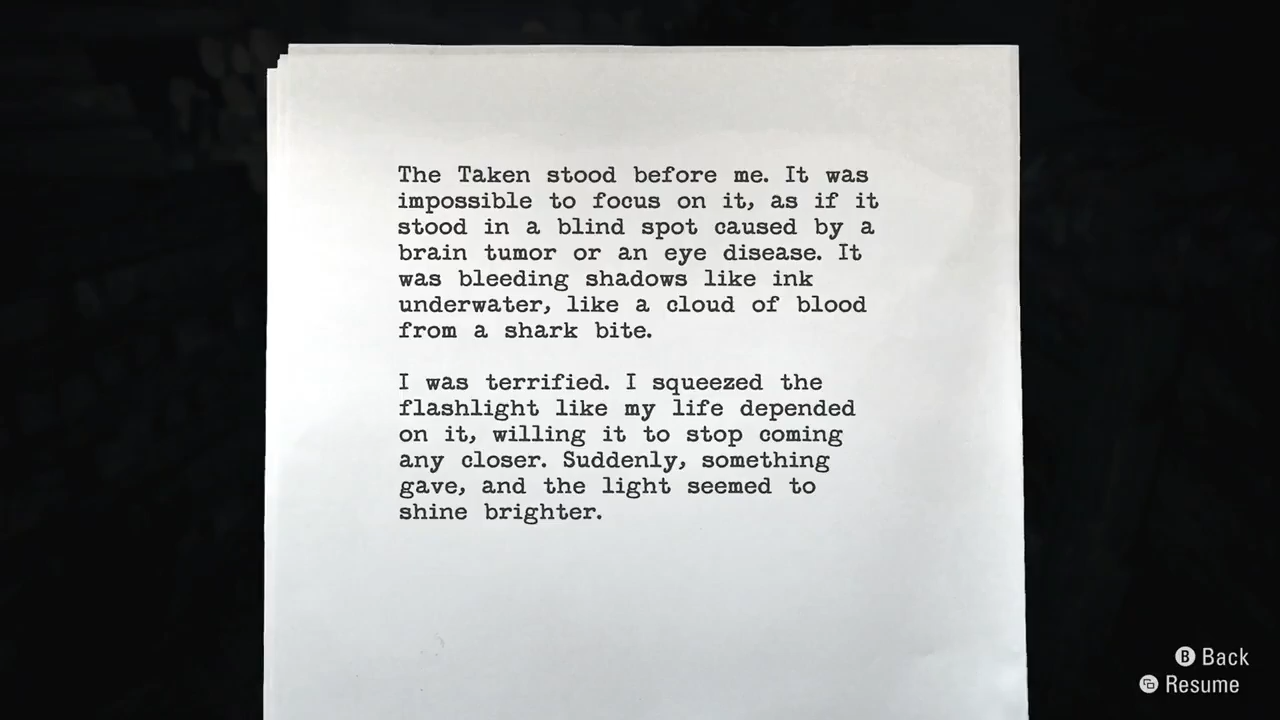 The Taken stood before me. It was
impossible to focus on it, as if it
stood in a blind spot caused by a
brain tumor or an eye disease. It
was bleeding shadows like ink
underwater, like a cloud of blood
from a shark bite.
I was terrified. I squeezed the
flashlight like my life depended
on it, willing it to stop coming
any closer. Suddenly, something
gave, and the light seemed to
shine brighter.
B Back
Resume